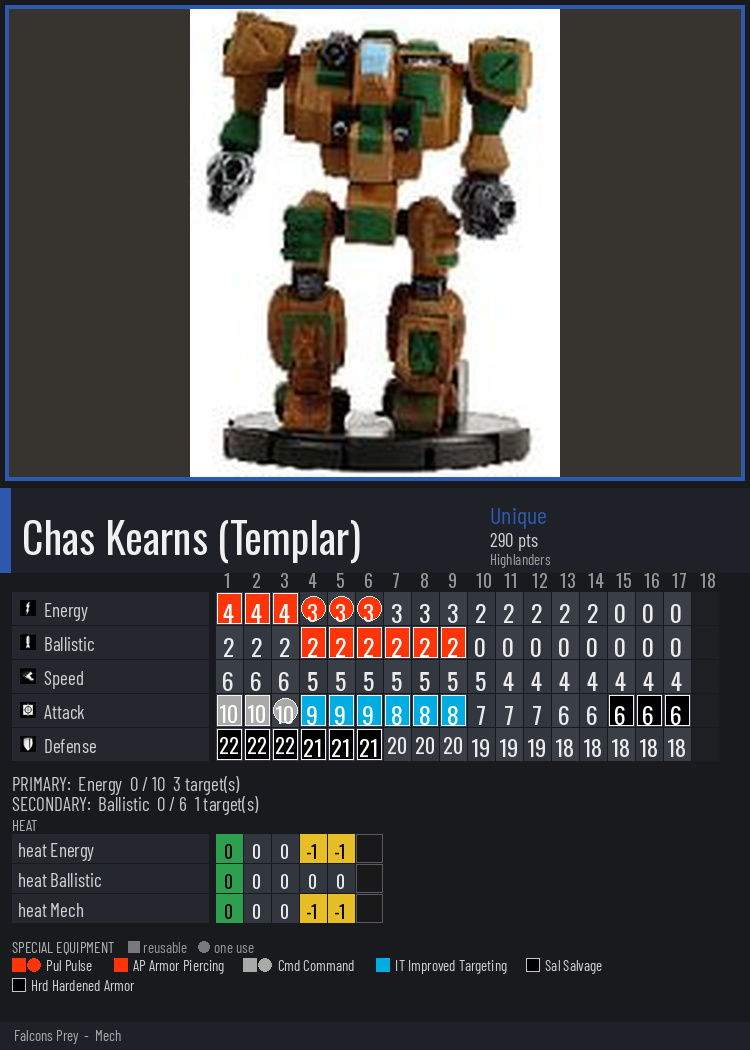 Chas Kearns (Templar)
Unique
290 pts
Highlanders
1 2 3 4 5 6 7 8 9 10 11 12 13 14 15 16 17 18
Energy 4 4 4 3 3 3 3 3 3 2 2 2 2 2 0 0 0
Ballistic 2 2 2 2 2 2 2 2 2 0 0 0 0 0 0 0 0
Speed 6 6 6 5 5 5 5 5 5 5 4 4 4 4 4 4 4
Attack 10 10 10 9 9 9 8 8 8 7 7 7 6 6 6 6 6
Defense 22 22 22 21 21 21 20 20 20 19 19 19 18 18 18 18 18
PRIMARY: Energy 0 / 10 3 target(s)
SECONDARY: Ballistic 0 / 6 1 target(s)
HEAT
heat Energy 0 0 0 -1 -1
heat Ballistic 0 0 0 0 0
heat Mech 0 0 0 -1 -1
SPECIAL EQUIPMENT reusable one use
Pul Pulse AP Armor Piercing Cmd Command IT Improved Targeting Sal Salvage
Hrd Hardened Armor
Falcons Prey - Mech